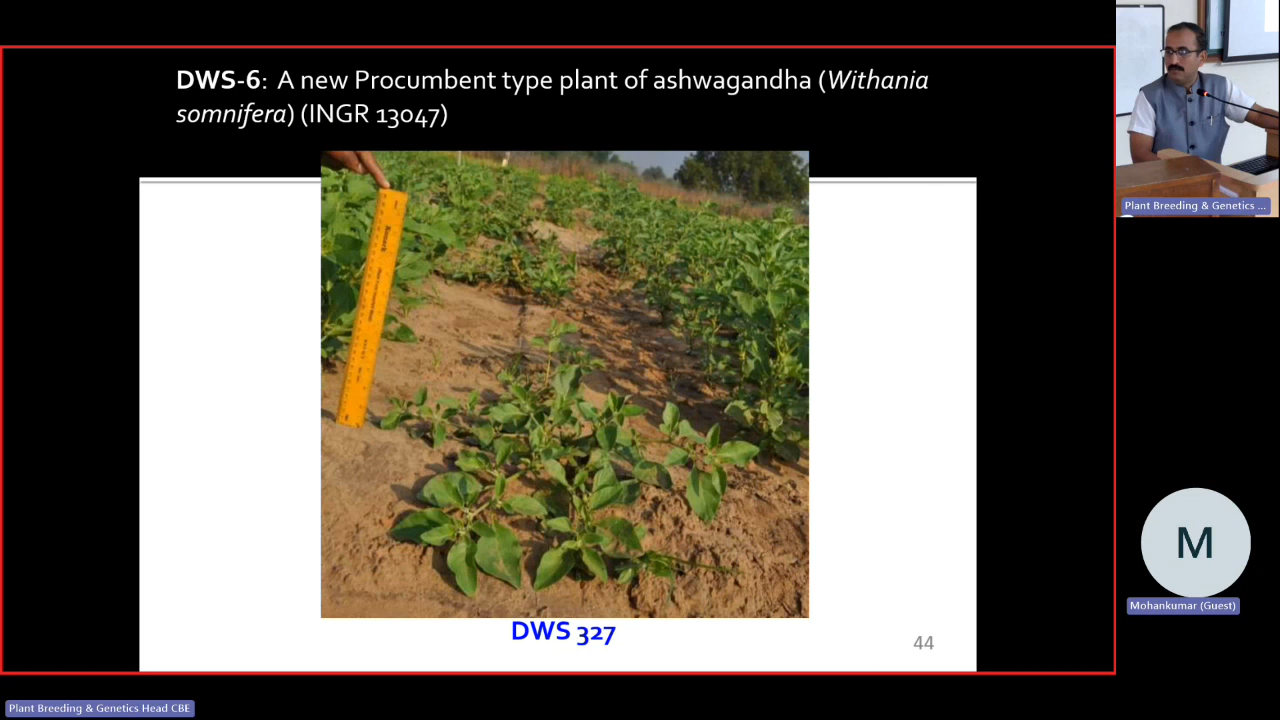 DWS-6: A new Procumbent type plant of ashwagandha (Withania
somnifera) (INGR 13047)
DWS 327
44
Plant Breeding & Genetics ...
M
Mohankumar (Guest)
Plant Breeding & Genetics Head CBE